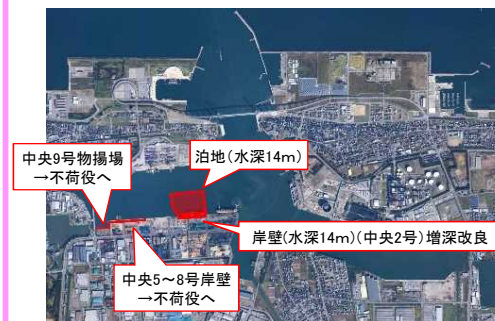 中央9号物揚場
→不荷役へ
泊地(水深14m)
岸壁(水深14m)(中央2号)増深改良
中央5～8号岸壁
→不荷役へ